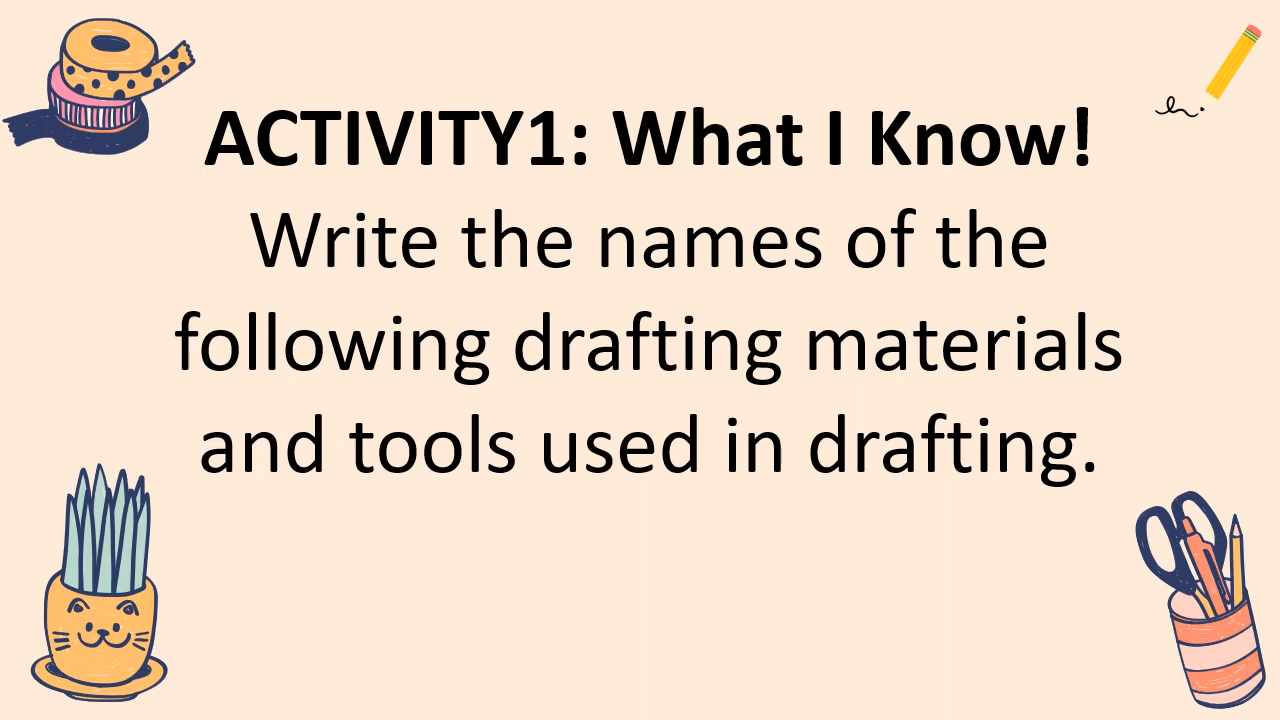 ACTIVITY1: What I Know!
Write the names of the
following drafting materials
and tools used in drafting.